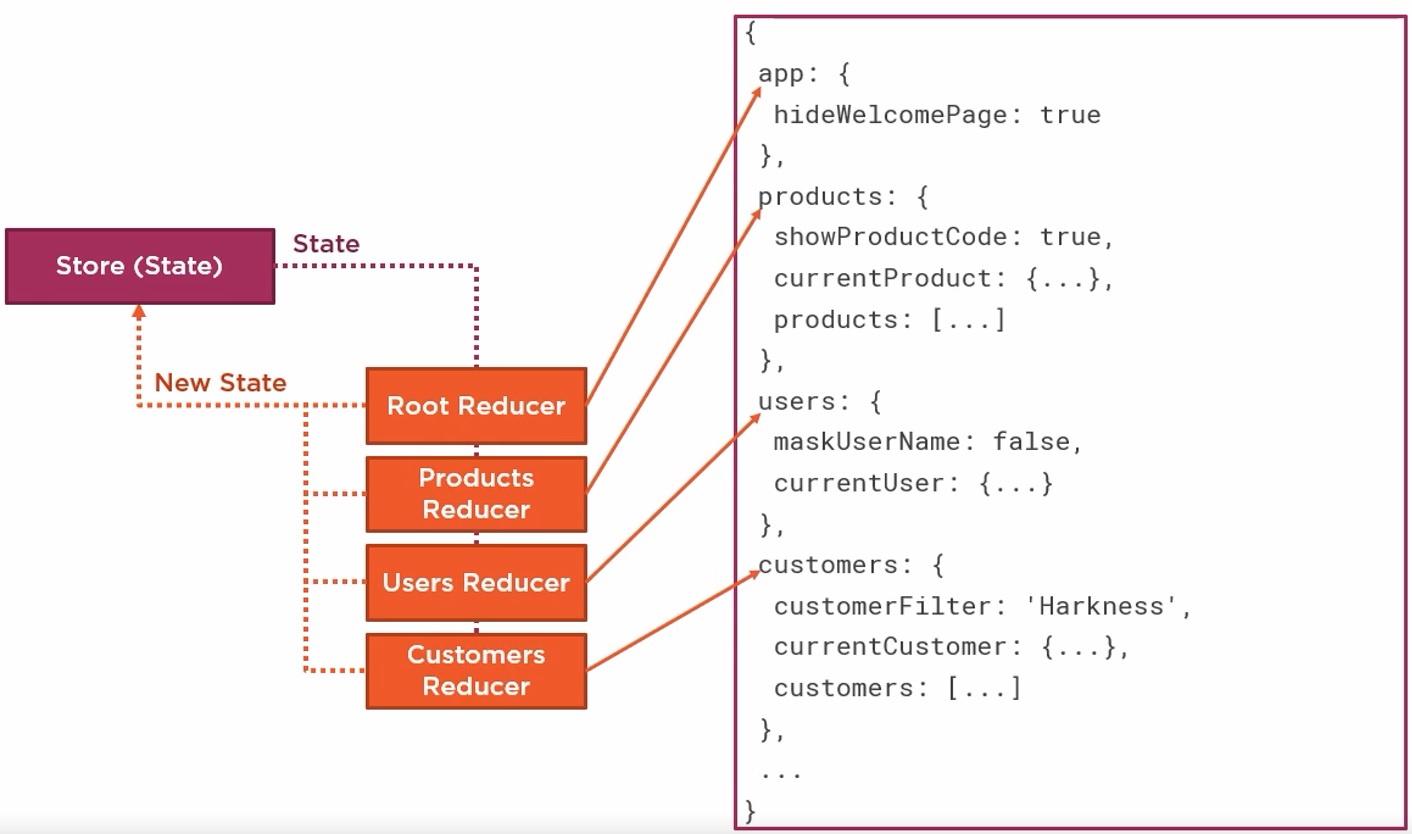 Store (State)
State
New State
Root Reducer
Products
Reducer
Users Reducer
Customers
Reducer
{
app: {
hideWelcomePage: true
},
products: {
showProductCode: true,
currentProduct: {...},
products: [...]
},
users: {
maskUserName: false,
currentUser: {...}
},
customers: {
customerFilter: 'Harkness',
currentCustomer: {...},
customers: [...]
},
...
}